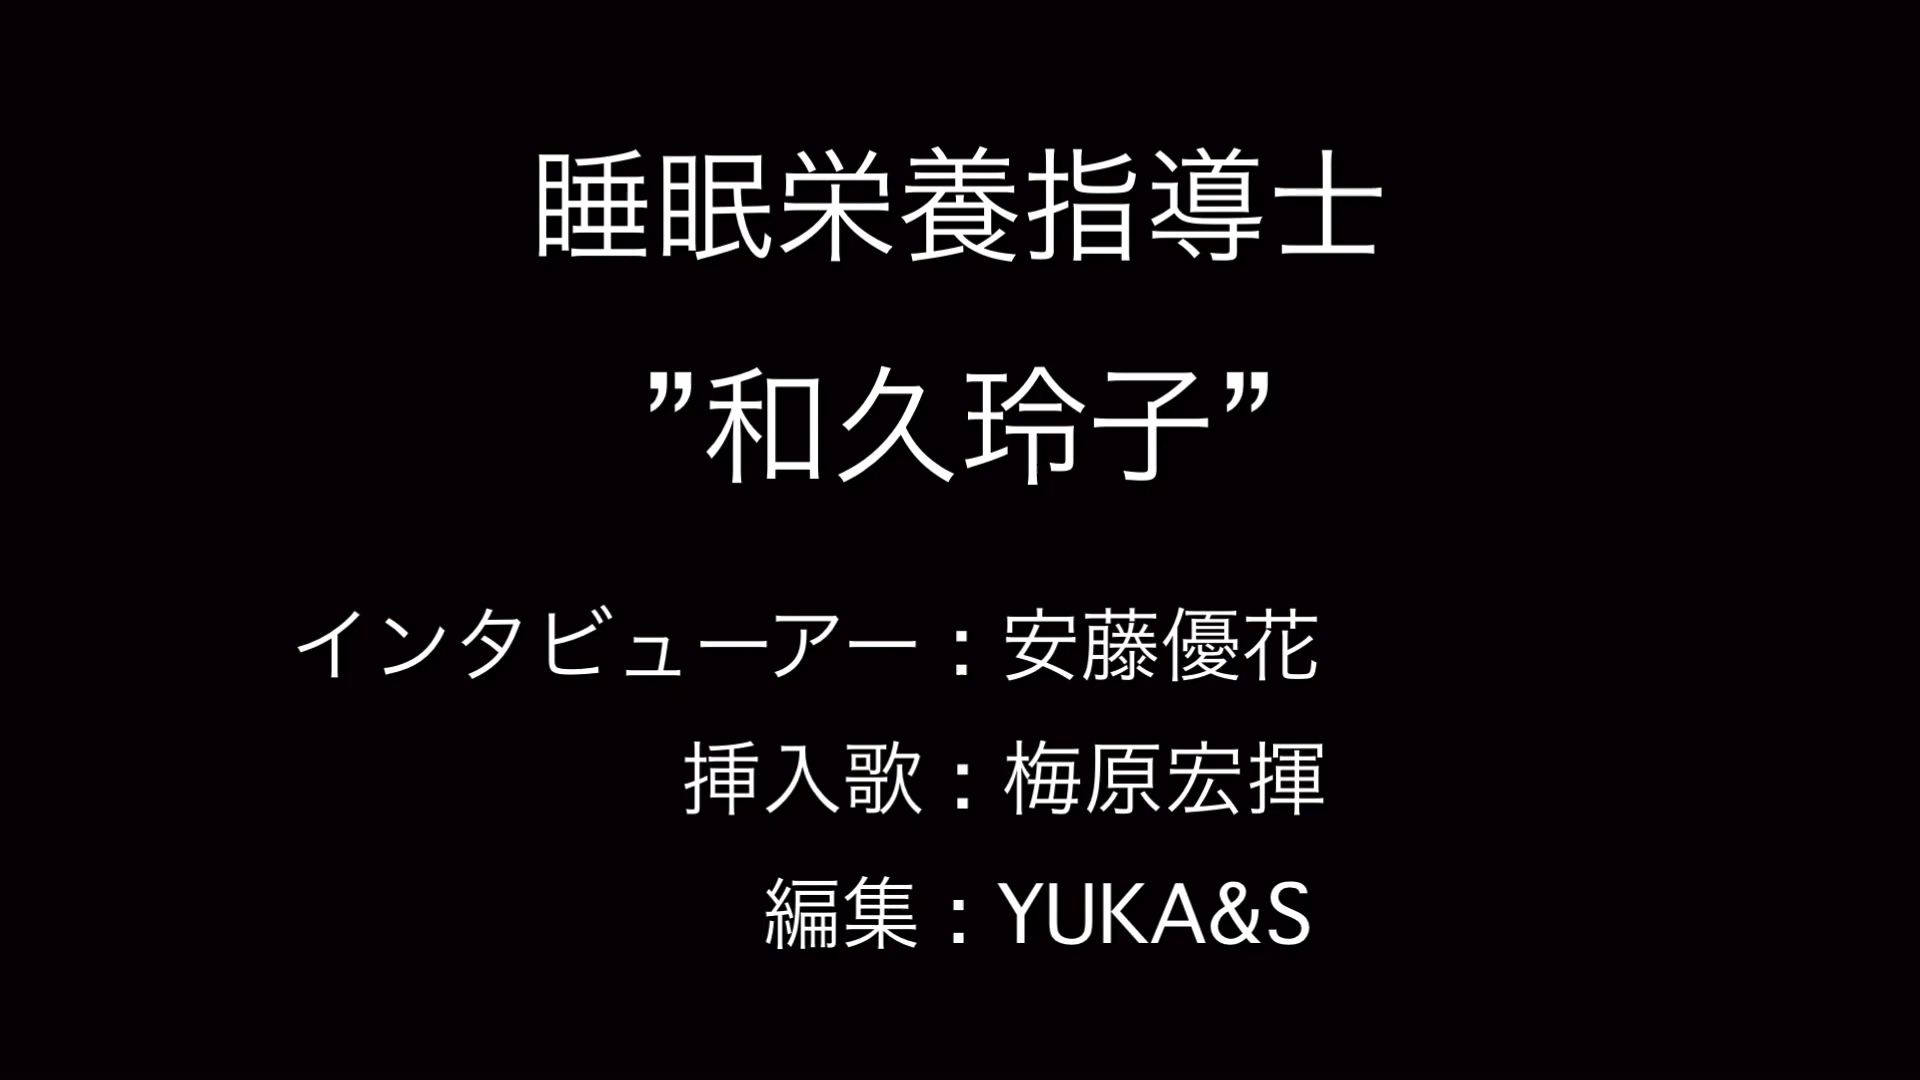 睡眠栄養指導士
”和久玲子”
インタビューアー：安藤優花
挿入歌：梅原宏揮
編集：YUKA&S